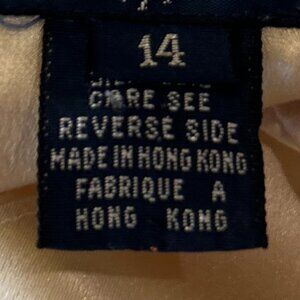 14
CARE SEE
REVERSE SIDE
MADE IN HONG KONG
FABRIQUE A
HONG KONG